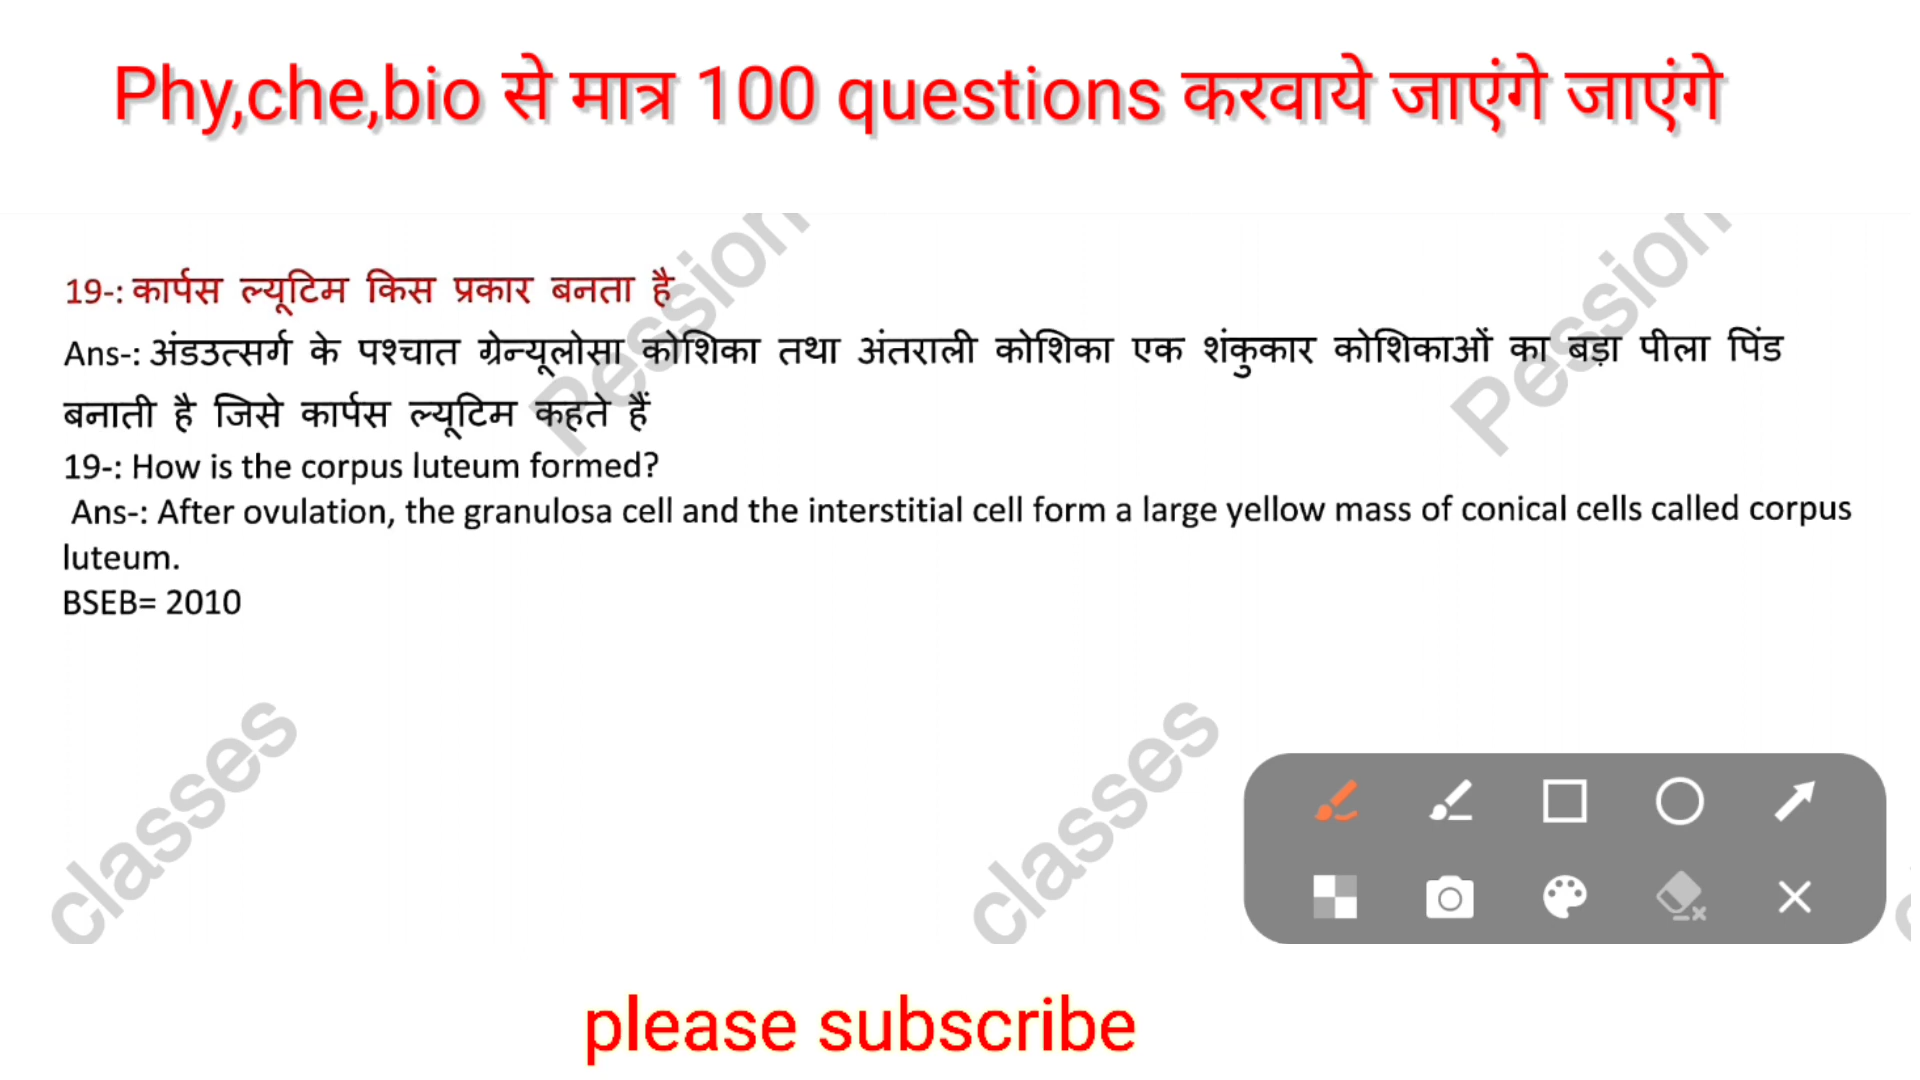 Phy,che,bio से मात्र 100 questions करवाये जाएंगे जाएंगे
Pession Pession
19-: कार्पस ल्यूटिम किस प्रकार बनता है
Ans-: अंडउत्सर्ग के पश्चात ग्रेन्यूलोसा कोशिका तथा अंतराली कोशिका एक शंकुकार कोशिकाओं का बड़ा पीला पिंड
बनाती है जिसे कार्पस ल्यूटिम कहते हैं
19-: How is the corpus luteum formed?
Ans-: After ovulation, the granulosa cell and the interstitial cell form a large yellow mass of conical cells called corpus
luteum.
BSEB= 2010
classes classes
please subscribe